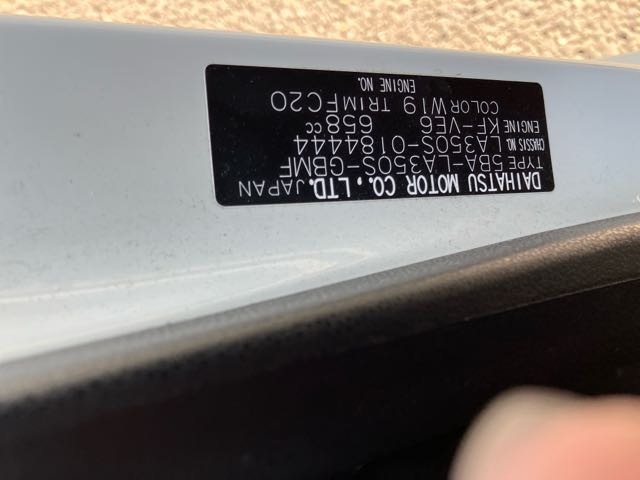 DAIHATSU MOTOR CO., LTD. JAPAN
TYPE 5BA-LA350S-GBMF
CHASSIS NO. LA350S-0184444
ENGINE KF-VE6 658cc
COLOR W19 TRIM FC20
ENGINE NO.